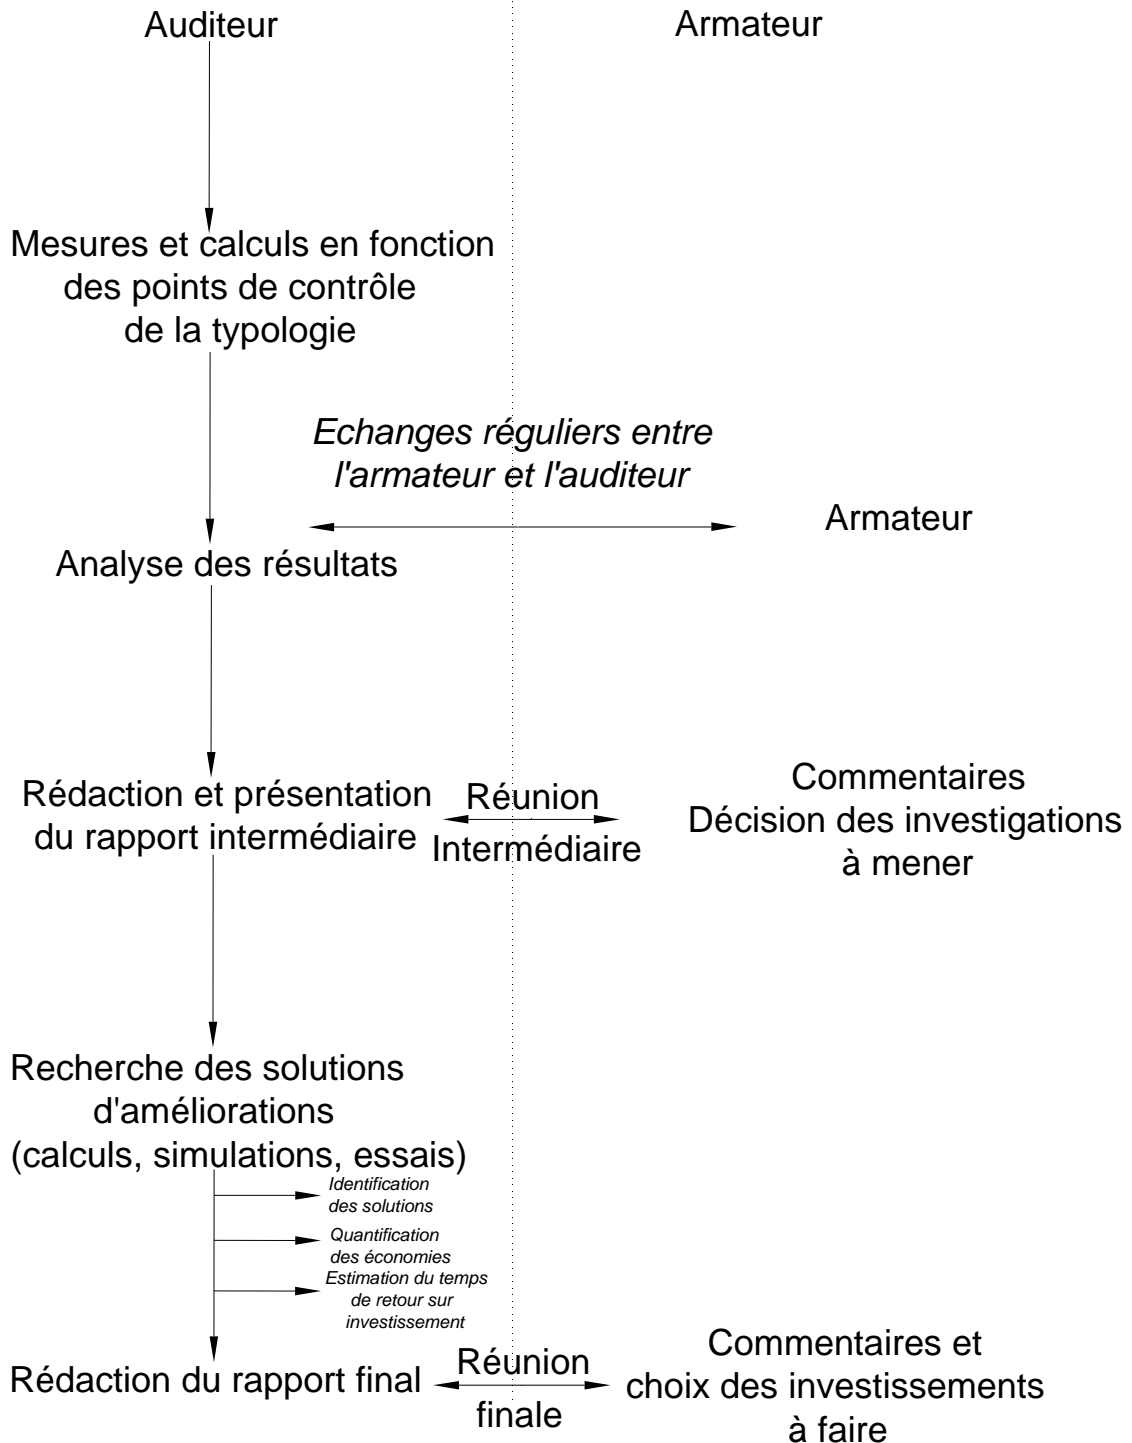 Auditeur
Armateur
Mesures et calculs en fonction
des points de contrôle
de la typologie
Echanges réguliers entre
l'armateur et l'auditeur
Armateur
Analyse des résultats
Rédaction et présentation
du rapport intermédiaire
Réunion
Intermédiaire
Commentaires
Décision des investigations
à mener
Recherche des solutions
d'améliorations
(calculs, simulations, essais)
Identification
des solutions
Quantification
des économies
Estimation du temps
de retour sur
investissement
Rédaction du rapport final
Réunion
finale
Commentaires et
choix des investissements
à faire